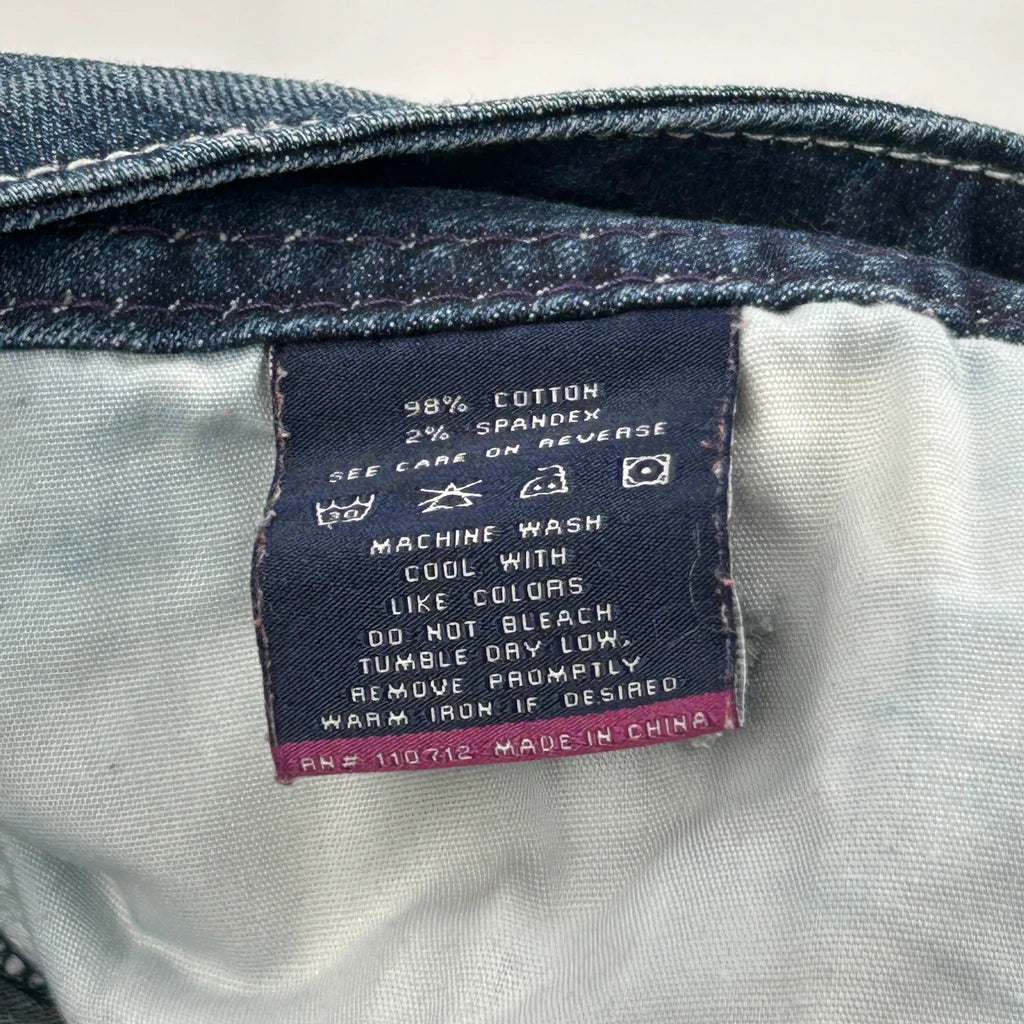 98% COTTON
2% SPANDEX
SEE CARE ON REVERSE
30
MACHINE WASH
COOL WITH
LIKE COLORS
DO NOT BLEACH
TUMBLE DRY LOW,
REMOVE PROMPTLY
WARM IRON IF DESIRED
RN# 110712 MADE IN CHINA